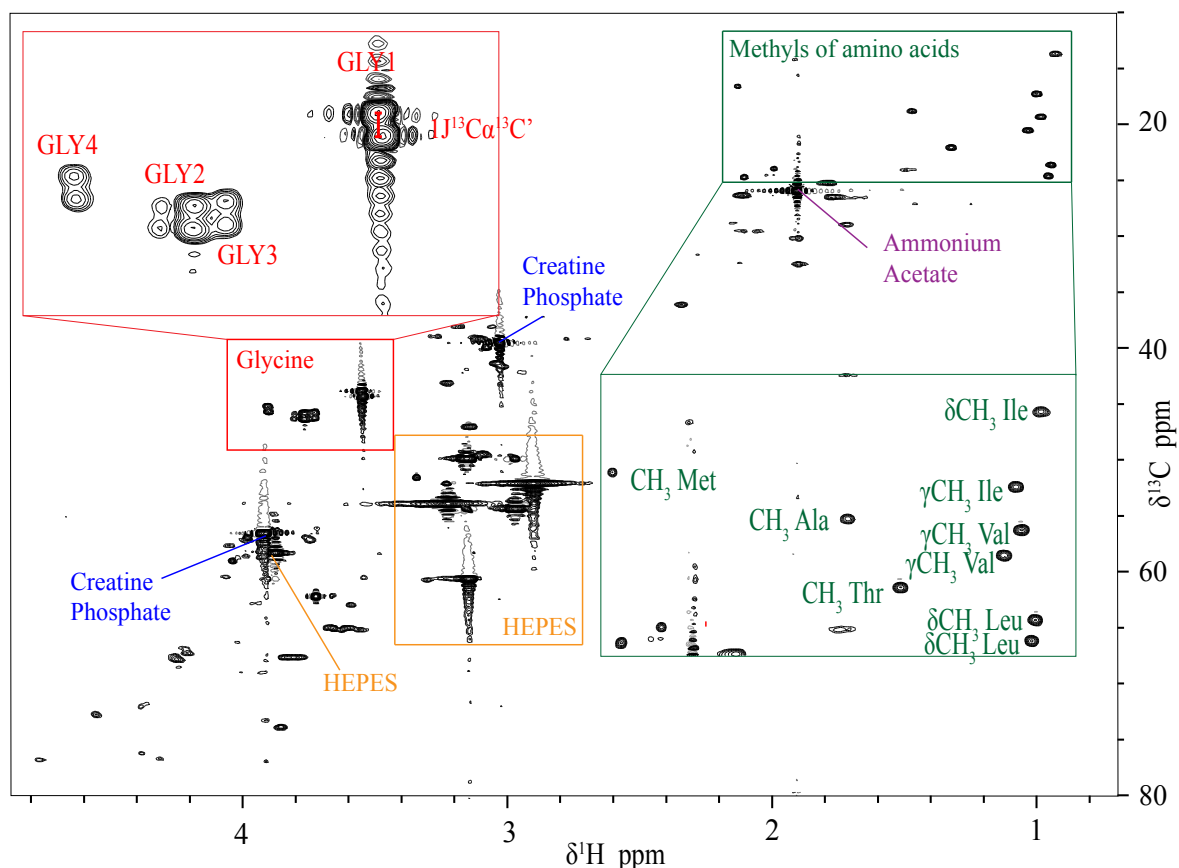 Methyls of amino acids
GLY1
1J¹³Cα¹³C’
GLY4
GLY2
GLY3
20
Ammonium
Acetate
Creatine
Phosphate
Glycine
40
δCH₃ Ile
CH₃ Met
γCH₃ Ile
CH₃ Ala
γCH₃ Val
γCH₃ Val
CH₃ Thr
δCH₃ Leu
δCH₃ Leu
δ¹³C ppm
Creatine
Phosphate
60
HEPES
HEPES
80
4
3
2
1
δ¹H ppm